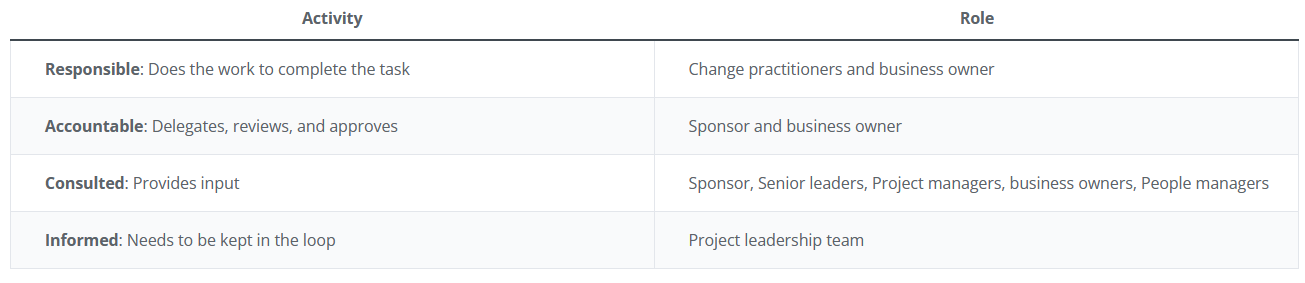 Activity Role
Responsible: Does the work to complete the task Change practitioners and business owner
Accountable: Delegates, reviews, and approves Sponsor and business owner
Consulted: Provides input Sponsor, Senior leaders, Project managers, business owners, People managers
Informed: Needs to be kept in the loop Project leadership team